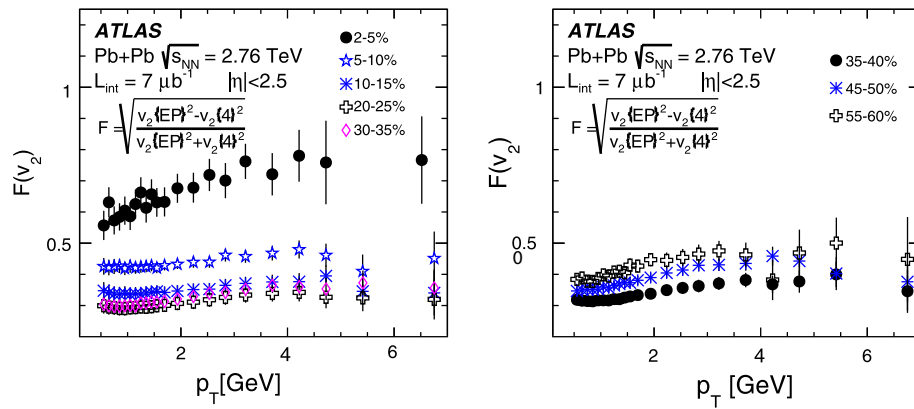 ATLAS
Pb+Pb √sNN = 2.76 TeV
Lint = 7 μb-1 |η|<2.5
F = √ v2{EP}2-v2{4}2
v2{EP}2+v2{4}2
2-5%
5-10%
10-15%
20-25%
30-35%
F(v2)
1
0.5
2
4
6
pT [GeV]
ATLAS
Pb+Pb √sNN = 2.76 TeV
Lint = 7 μb-1 |η|<2.5
F = √ v2{EP}2-v2{4}2
v2{EP}2+v2{4}2
35-40%
45-50%
55-60%
F(v2)
1
0.5
0
2
4
6
pT [GeV]